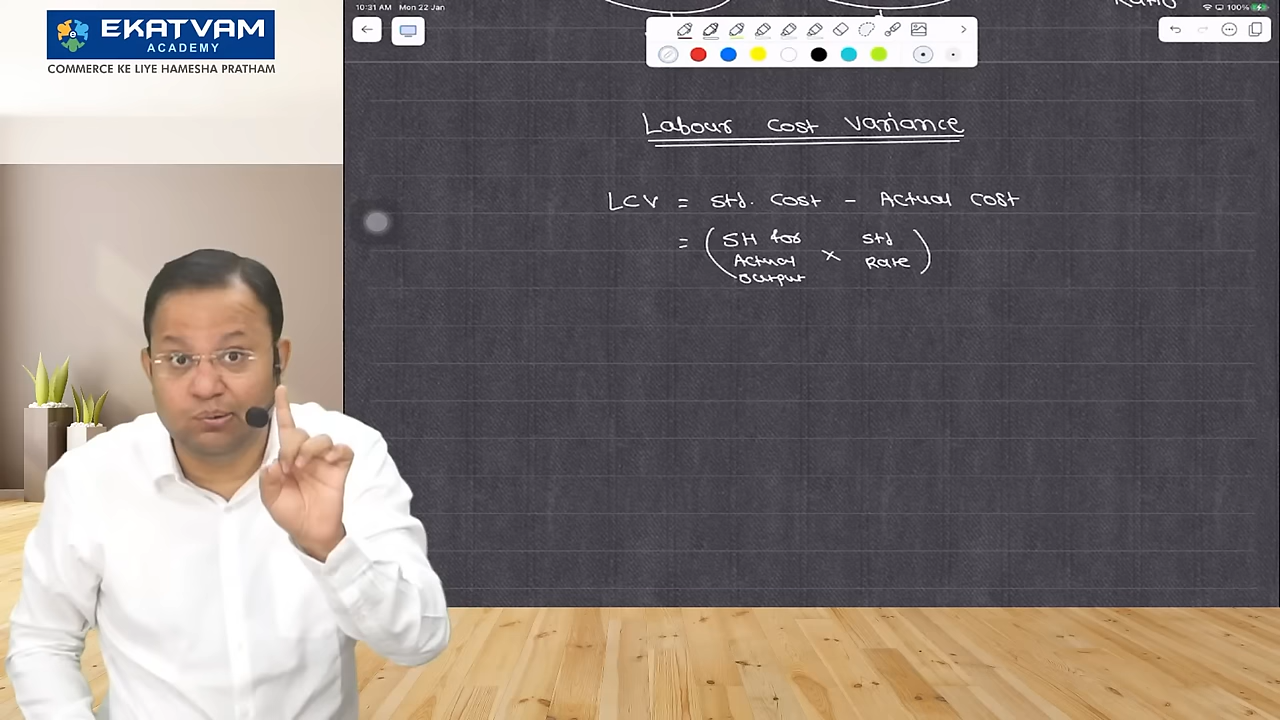 10:31 AM Mon 22 Jan
100%
EKATVAM
ACADEMY
COMMERCE KE LIYE HAMESHA PRATHAM
Labour Cost Variance
LCV = Std. Cost - Actual Cost
= ( SH for Actual Output × Std Rate )